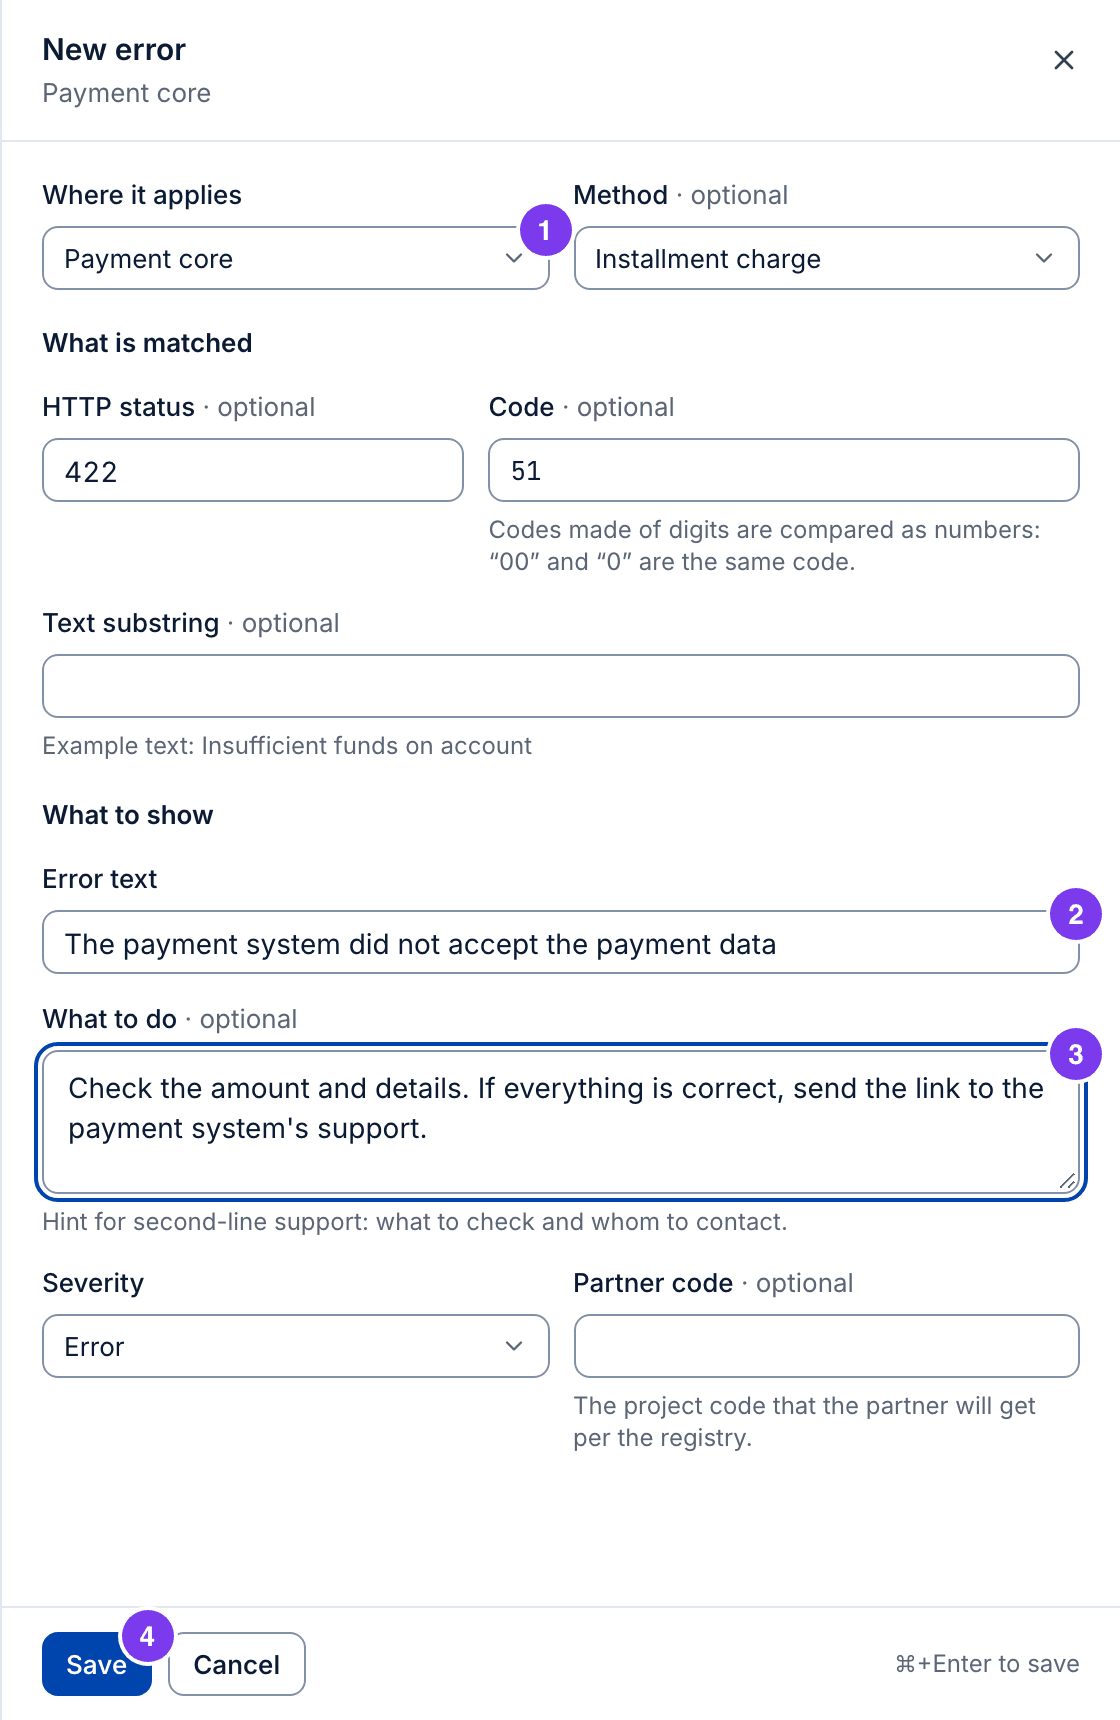 New error
Payment core
Where it applies
Method · optional
1
Payment core
Installment charge
What is matched
HTTP status · optional
Code · optional
422
51
Codes made of digits are compared as numbers:
“00” and “0” are the same code.
Text substring · optional
Example text: Insufficient funds on account
What to show
Error text
2
The payment system did not accept the payment data
What to do · optional
3
Check the amount and details. If everything is correct, send the link to the
payment system's support.
Hint for second-line support: what to check and whom to contact.
Severity
Partner code · optional
Error
The project code that the partner will get
per the registry.
4
Save
Cancel
⌘+Enter to save